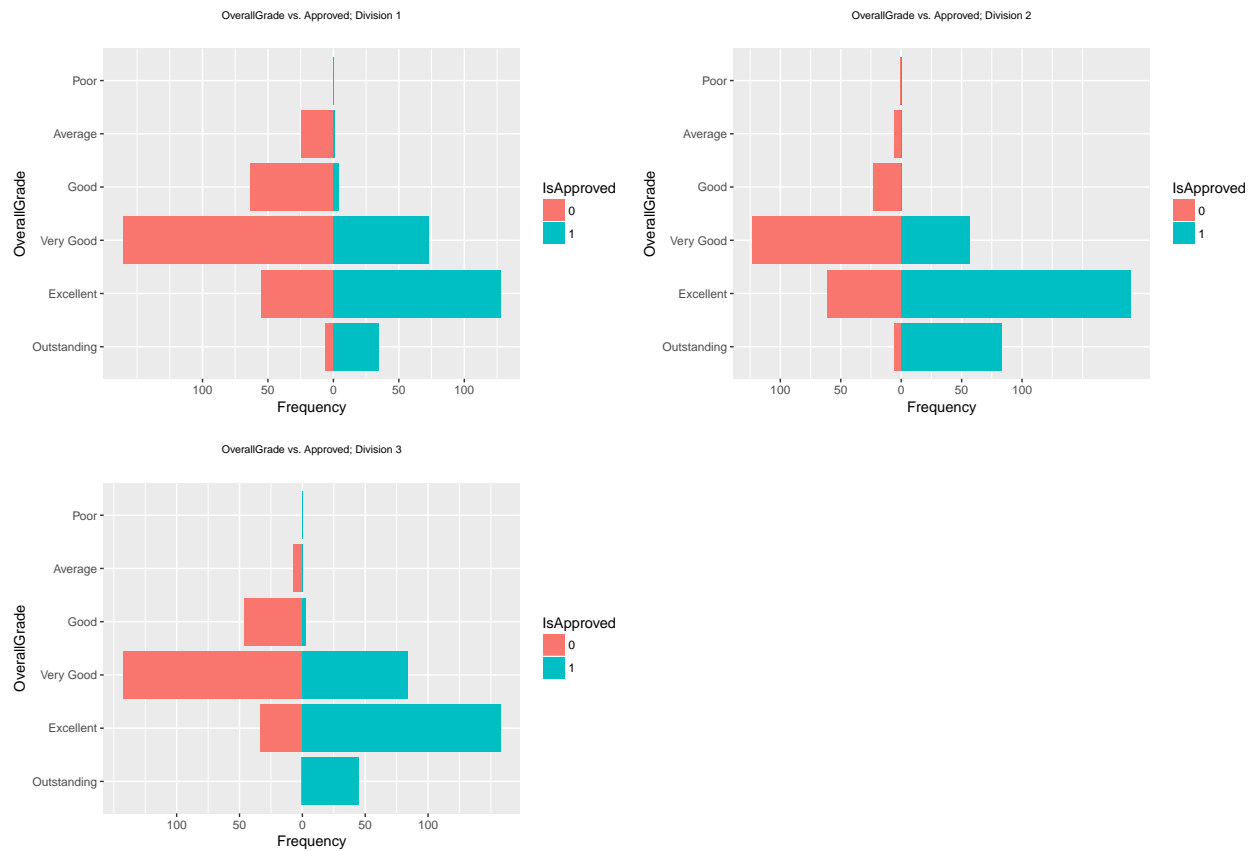 OverallGrade vs. Approved; Division 1
Poor
Average
Good
Very Good
Excellent
Outstanding
OverallGrade
100 50 0 50 100
Frequency
IsApproved
0
1
OverallGrade vs. Approved; Division 2
Poor
Average
Good
Very Good
Excellent
Outstanding
OverallGrade
100 50 0 50 100
Frequency
IsApproved
0
1
OverallGrade vs. Approved; Division 3
Poor
Average
Good
Very Good
Excellent
Outstanding
OverallGrade
100 50 0 50 100
Frequency
IsApproved
0
1